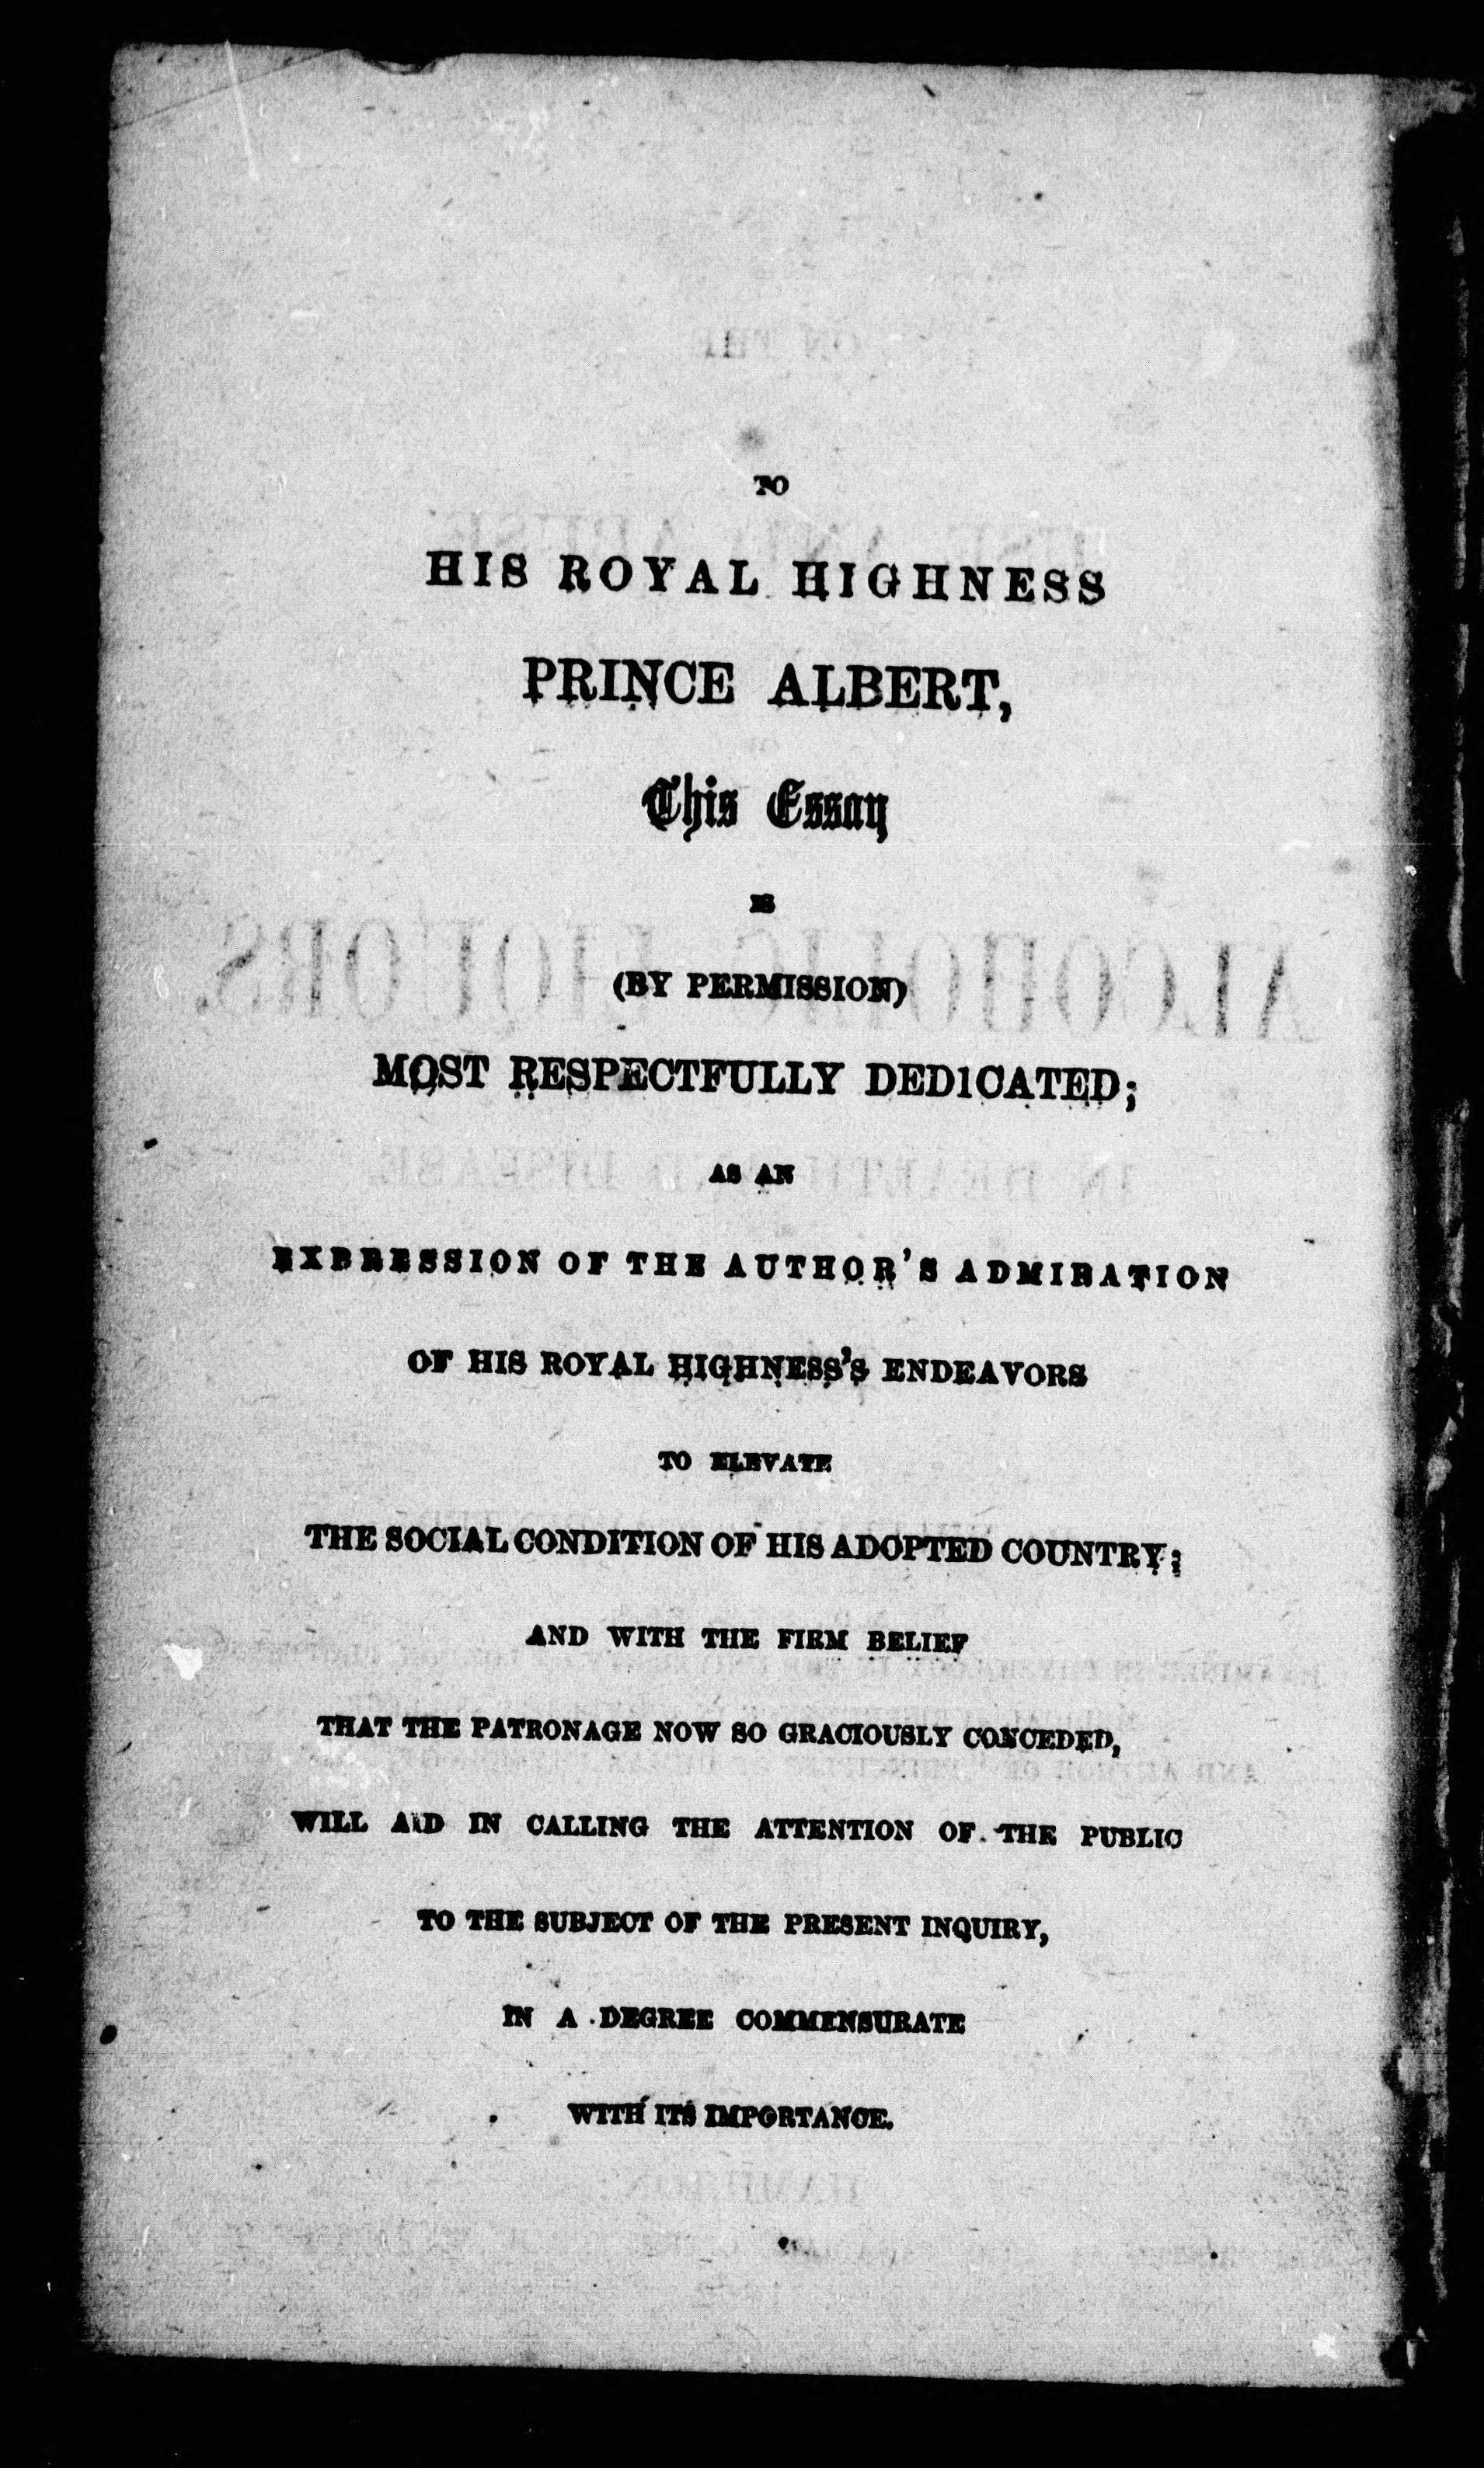 TO
HIS ROYAL HIGHNESS
PRINCE ALBERT,
This Essay
IS
(BY PERMISSION)
MOST RESPECTFULLY DEDICATED;
AS AN
EXPRESSION OF THE AUTHOR'S ADMIRATION
OF HIS ROYAL HIGHNESS'S ENDEAVORS
TO ELEVATE
THE SOCIAL CONDITION OF HIS ADOPTED COUNTRY;
AND WITH THE FIRM BELIEF
THAT THE PATRONAGE NOW SO GRACIOUSLY CONCEDED,
WILL AID IN CALLING THE ATTENTION OF THE PUBLIC
TO THE SUBJECT OF THE PRESENT INQUIRY,
IN A DEGREE COMMENSURATE
WITH ITS IMPORTANCE.